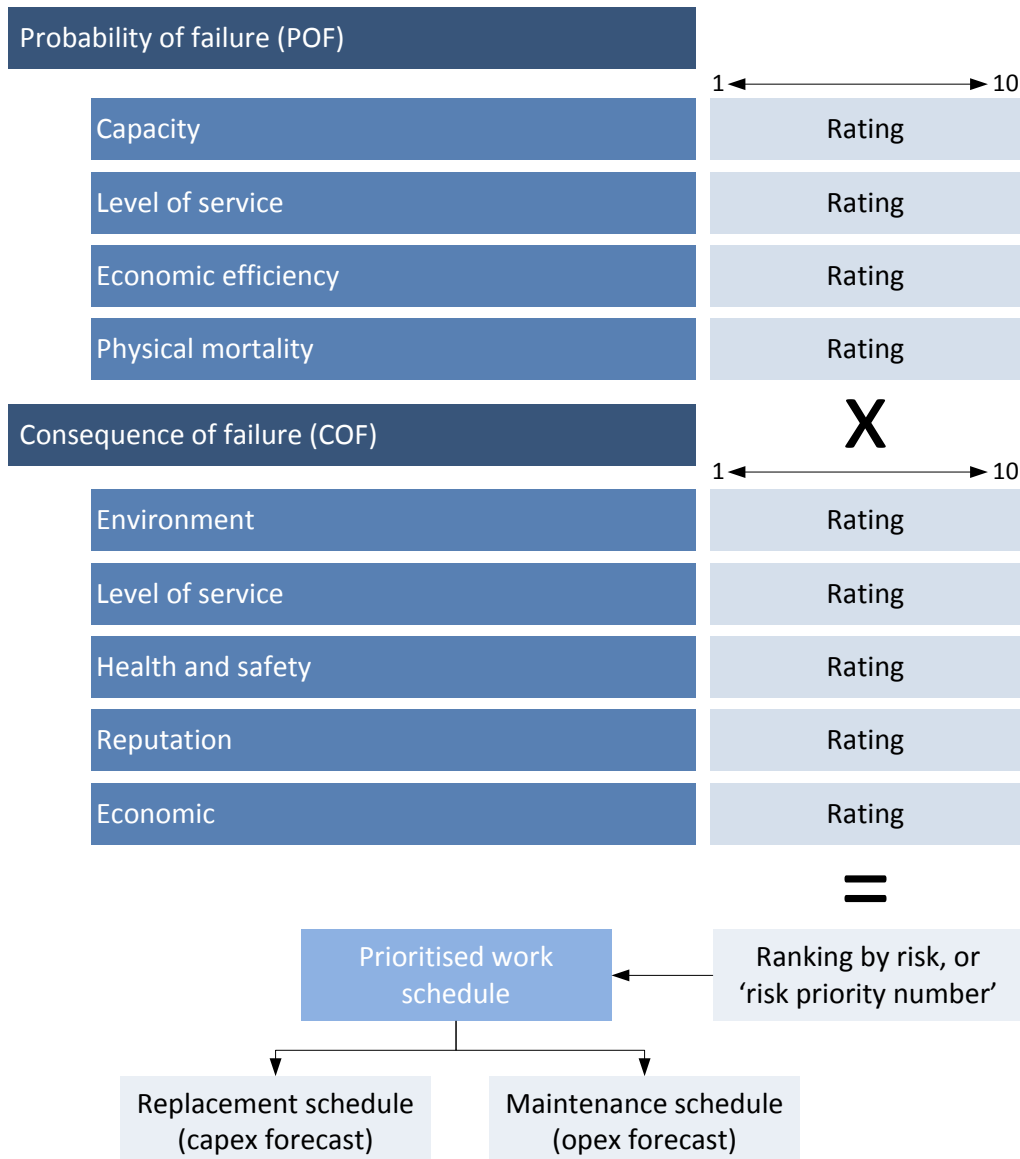 Probability of failure (POF)
1 10
Capacity Rating
Level of service Rating
Economic efficiency Rating
Physical mortality Rating
X
Consequence of failure (COF)
1 10
Environment Rating
Level of service Rating
Health and safety Rating
Reputation Rating
Economic Rating
=
Prioritised work
schedule
Ranking by risk, or
‘risk priority number’
Replacement schedule
(capex forecast)
Maintenance schedule
(opex forecast)